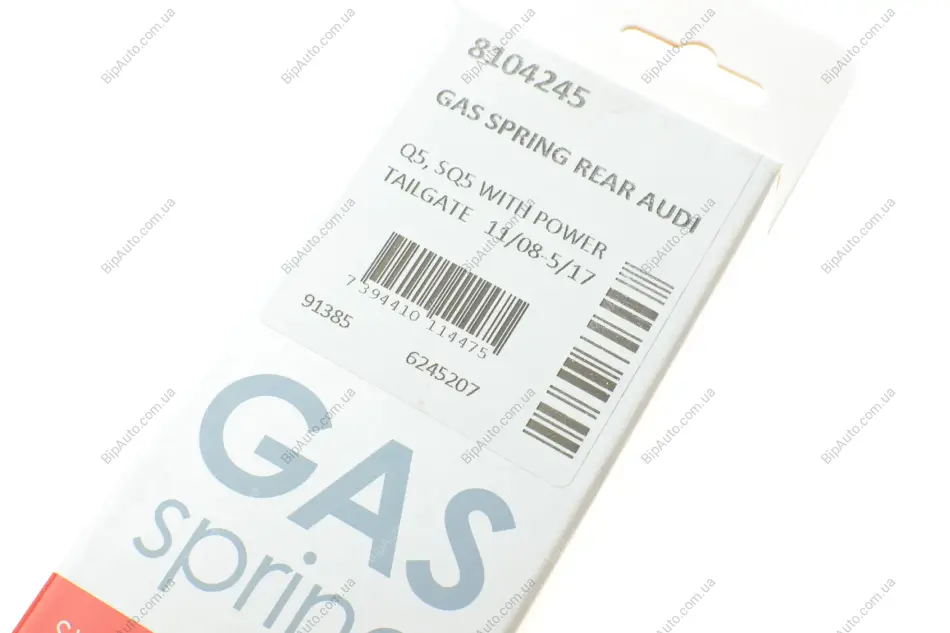 8104245
GAS SPRING REAR AUDI
Q5, SQ5 WITH POWER
TAILGATE 11/08-5/17
7 394410 114475
91385
6245207
GAS
spring
BipAuto.com.ua